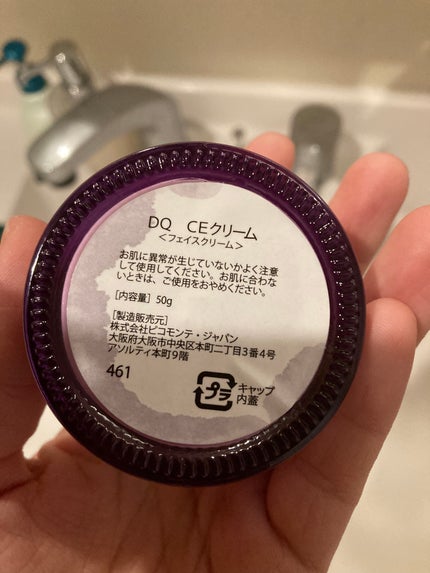 DQ CEクリーム
＜フェイスクリーム＞
お肌に異常が生じていないかよく注意
して使用してください。お肌に合わな
いときは、ご使用をおやめください。
［内容量］50g
［製造販売元］
株式会社ピコモンテ・ジャパン
大阪府大阪市中央区本町二丁目3番4号
アソルティ本町9階
461
プラ
キャップ
内蓋